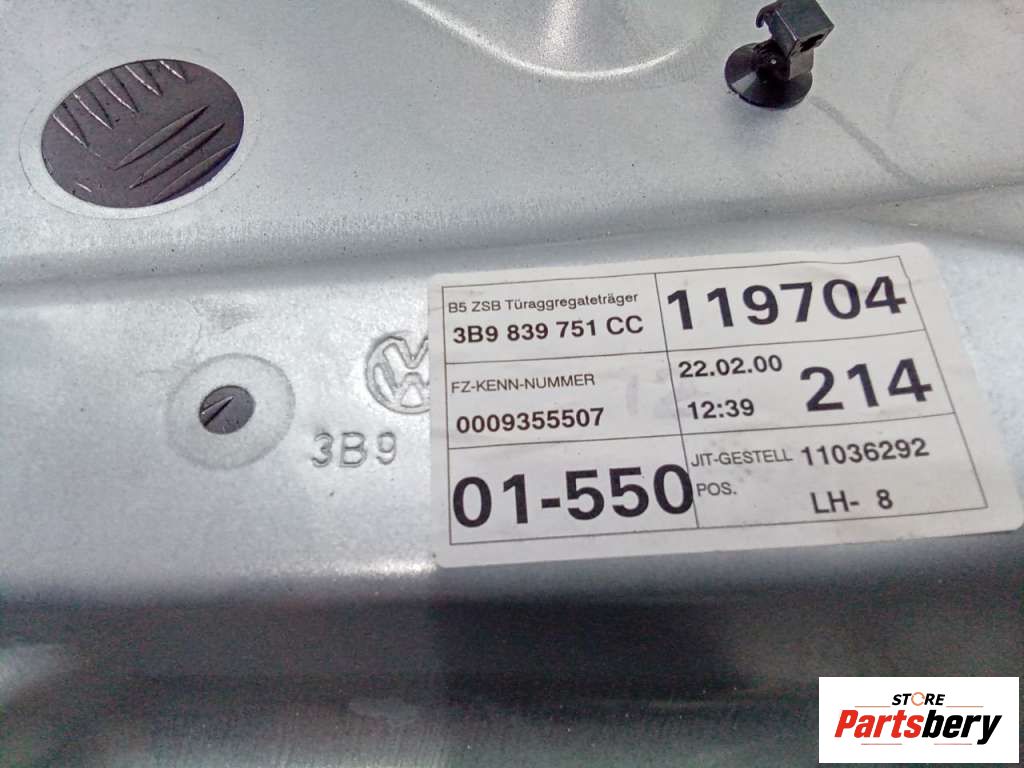 B5 ZSB Türaggregateträger
3B9 839 751 CC
119704
FZ-KENN-NUMMER
0009355507
22.02.00
12:39
214
01-550
JIT-GESTELL 11036292
POS.
LH- 8
3B9
STORE
Partsbery